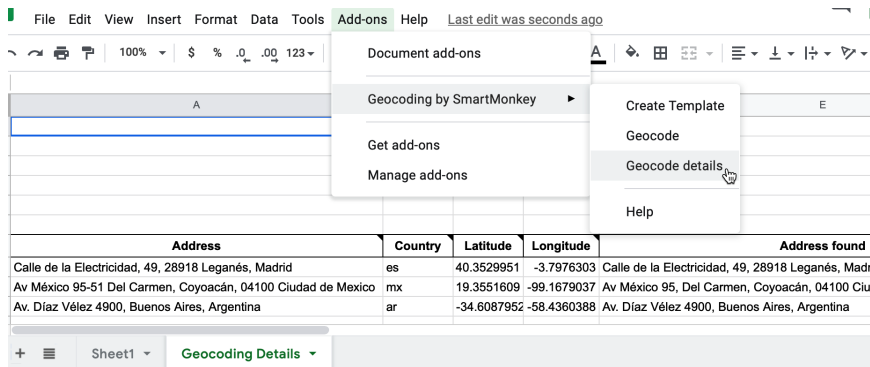 File Edit View Insert Format Data Tools Add-ons Help Last edit was seconds ago
100% $ % .0 .00 123 A
Document add-ons
Geocoding by SmartMonkey
Get add-ons
Manage add-ons
Create Template
Geocode
Geocode details
Help
A E
Address Country Latitude Longitude Address found
Calle de la Electricidad, 49, 28918 Leganés, Madrid es 40.3529951 -3.7976303 Calle de la Electricidad, 49, 28918 Leganés, Madr
Av México 95-51 Del Carmen, Coyoacán, 04100 Ciudad de Mexico mx 19.3551609 -99.1679037 Av México 95, Del Carmen, Coyoacán, 04100 Ciu
Av. Díaz Vélez 4900, Buenos Aires, Argentina ar -34.6087952 -58.4360388 Av. Díaz Vélez 4900, Buenos Aires, Argentina
+ Sheet1 Geocoding Details